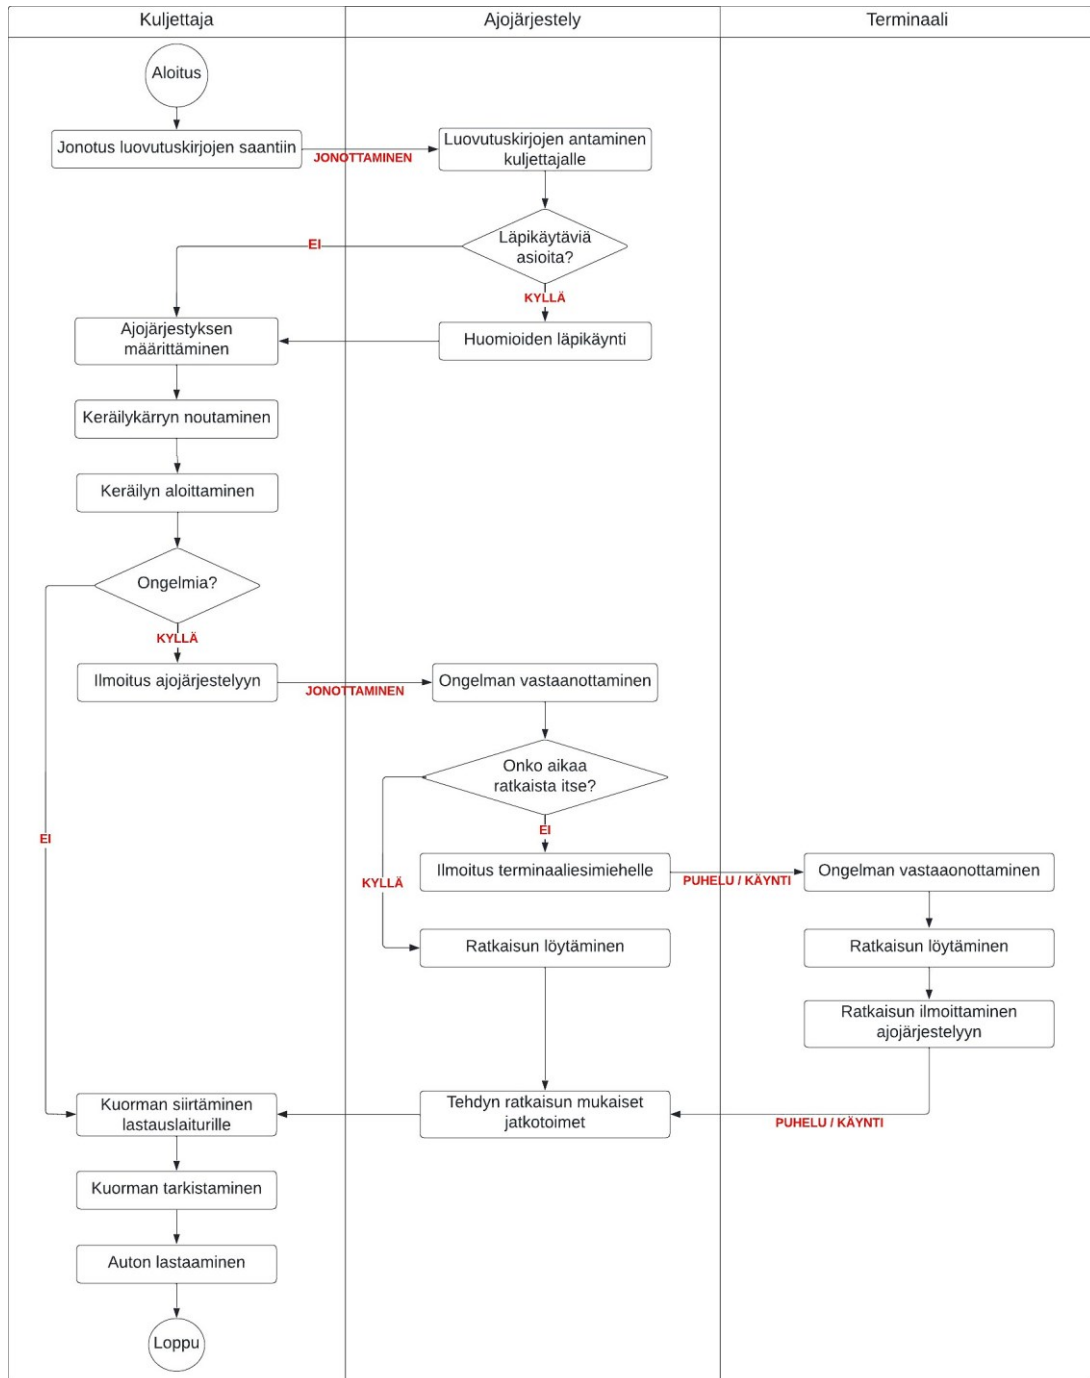 Kuljettaja
Ajojärjestely
Terminaali
Aloitus
Jonotus luovutuskirjojen saantiin
JONOTTAMINEN
Luovutuskirjojen antaminen
kuljettajalle
Läpikäytäviä
asioita?
EI
KYLLÄ
Ajojärjestyksen
määrittäminen
Huomioiden läpikäynti
Keräilykärryn noutaminen
Keräilyn aloittaminen
Ongelmia?
KYLLÄ
Ilmoitus ajojärjestelyyn
JONOTTAMINEN
Ongelman vastaanottaminen
Onko aikaa
ratkaista itse?
EI
EI
KYLLÄ
Ilmoitus terminaaliesimiehelle
PUHELU / KÄYNTI
Ongelman vastaaonottaminen
Ratkaisun löytäminen
Ratkaisun löytäminen
Ratkaisun ilmoittaminen
ajojärjestelyyn
Kuorman siirtäminen
lastauslaiturille
Tehdyn ratkaisun mukaiset
jatkotoimet
PUHELU / KÄYNTI
Kuorman tarkistaminen
Auton lastaaminen
Loppu